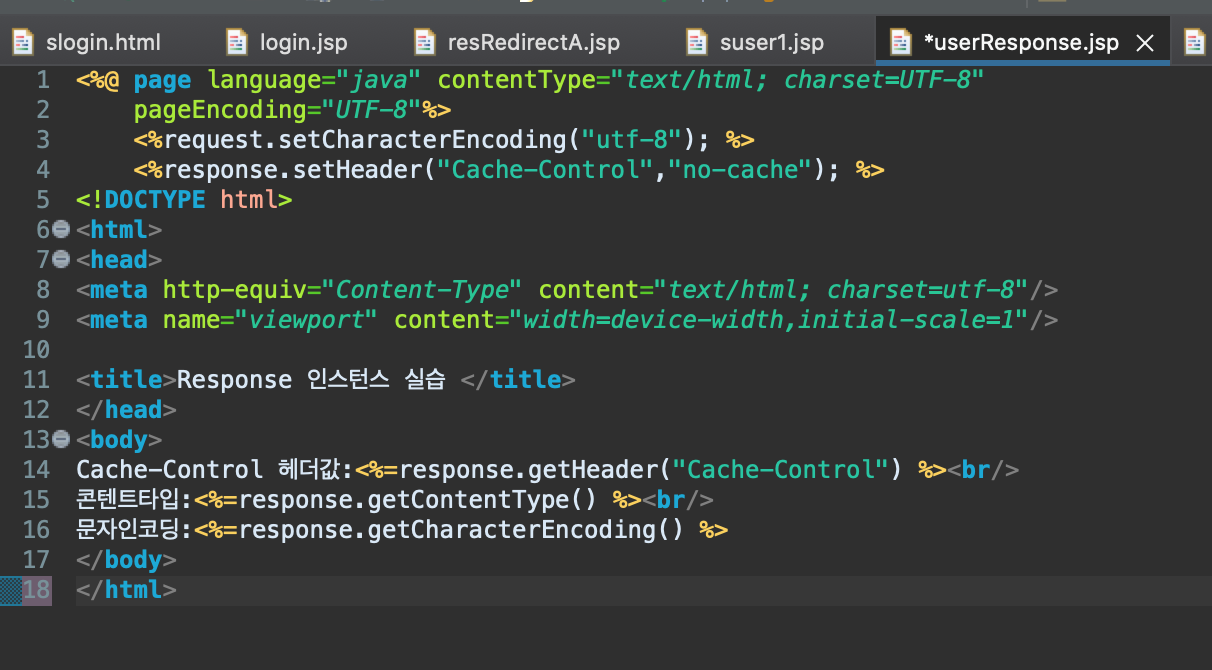 slogin.html login.jsp resRedirectA.jsp suser1.jsp *userResponse.jsp
1 <%@ page language="java" contentType="text/html; charset=UTF-8"
2     pageEncoding="UTF-8"%>
3     <%request.setCharacterEncoding("utf-8"); %>
4     <%response.setHeader("Cache-Control","no-cache"); %>
5 <!DOCTYPE html>
6 <html>
7 <head>
8 <meta http-equiv="Content-Type" content="text/html; charset=utf-8"/>
9 <meta name="viewport" content="width=device-width,initial-scale=1"/>
10
11 <title>Response 인스턴스 실습 </title>
12 </head>
13 <body>
14 Cache-Control 헤더값:<%=response.getHeader("Cache-Control") %><br/>
15 콘텐트타입:<%=response.getContentType() %><br/>
16 문자인코딩:<%=response.getCharacterEncoding() %>
17 </body>
18 </html>